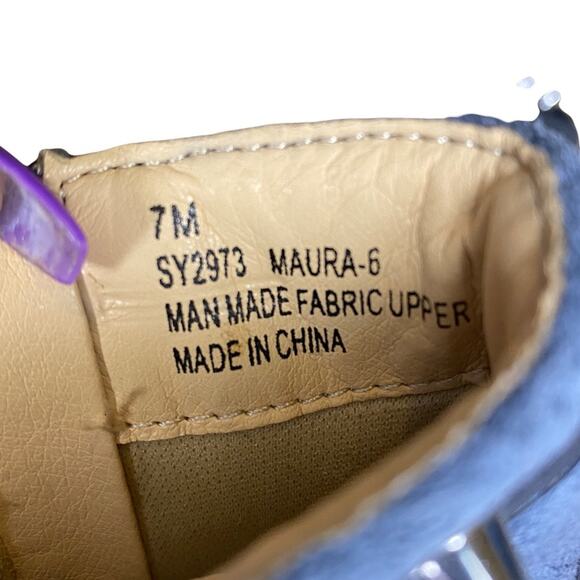 7M
SY2973 MAURA-6
MAN MADE FABRIC UPPER
MADE IN CHINA